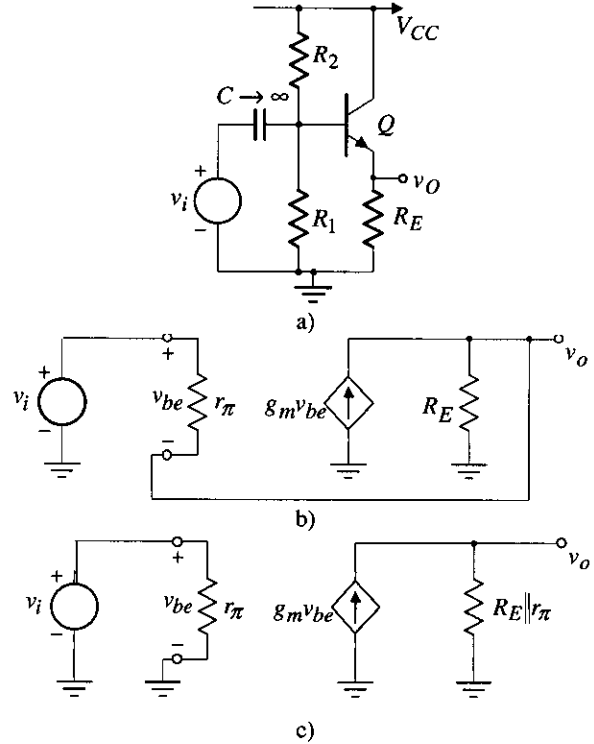 V_CC
R_2
C → ∞
Q
+
v_i
−
R_1
v_O
R_E
a)
+
v_i
−
+
v_be r_π
−
g_m v_be
R_E
v_o
b)
+
v_i
−
+
v_be r_π
−
g_m v_be
R_E||r_π
v_o
c)